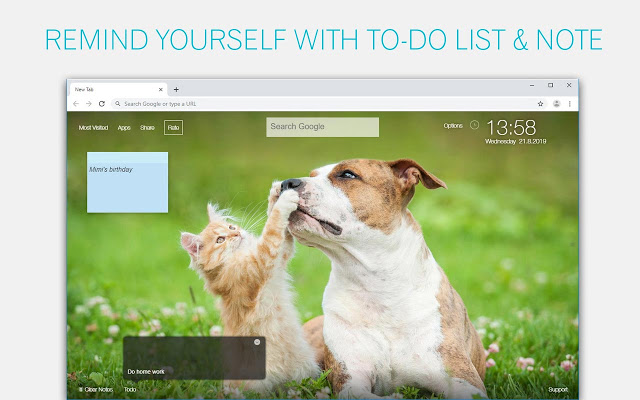 REMIND YOURSELF WITH TO-DO LIST & NOTE
New Tab
Search Google or type a URL
Most Visited Apps Share Rate
Search Google
Options 13:58
Wednesday 21.8.2019
Mimi's birthday
Do home work
Clear Notes Todo
Support